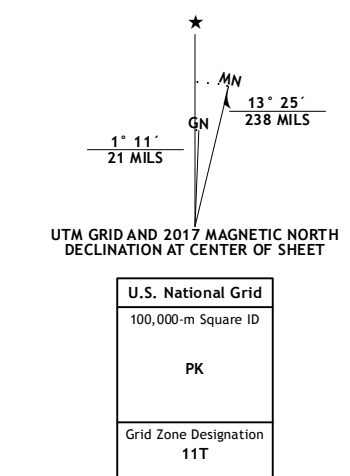 ★
MN
13° 25´
238 MILS
GN
1° 11´
21 MILS
UTM GRID AND 2017 MAGNETIC NORTH
DECLINATION AT CENTER OF SHEET
U.S. National Grid
100,000-m Square ID
PK
Grid Zone Designation
11T